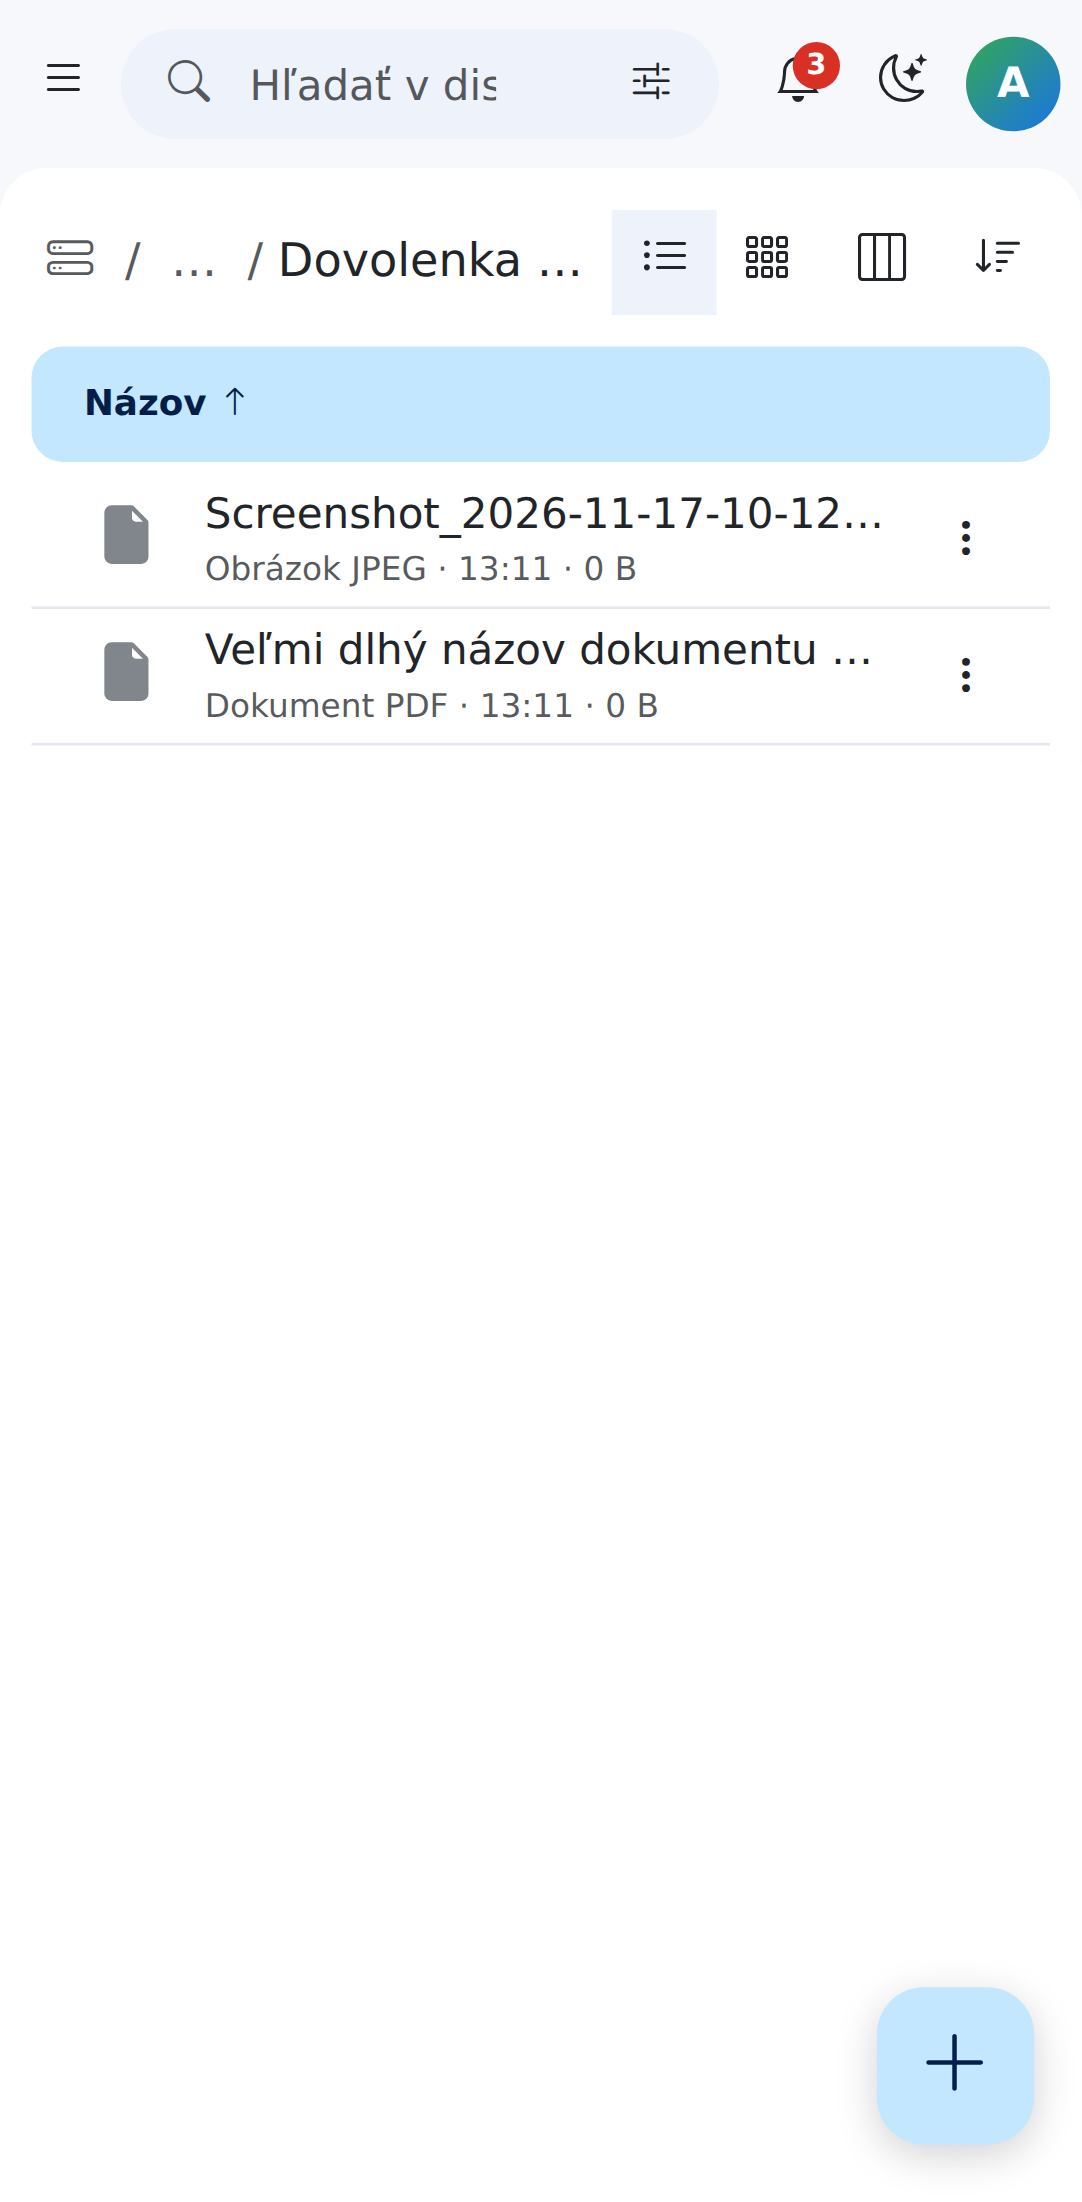 Hľadať v dis
3
A
/ ... / Dovolenka ...
Názov ↑
Screenshot_2026-11-17-10-12...
Obrázok JPEG · 13:11 · 0 B
Veľmi dlhý názov dokumentu ...
Dokument PDF · 13:11 · 0 B